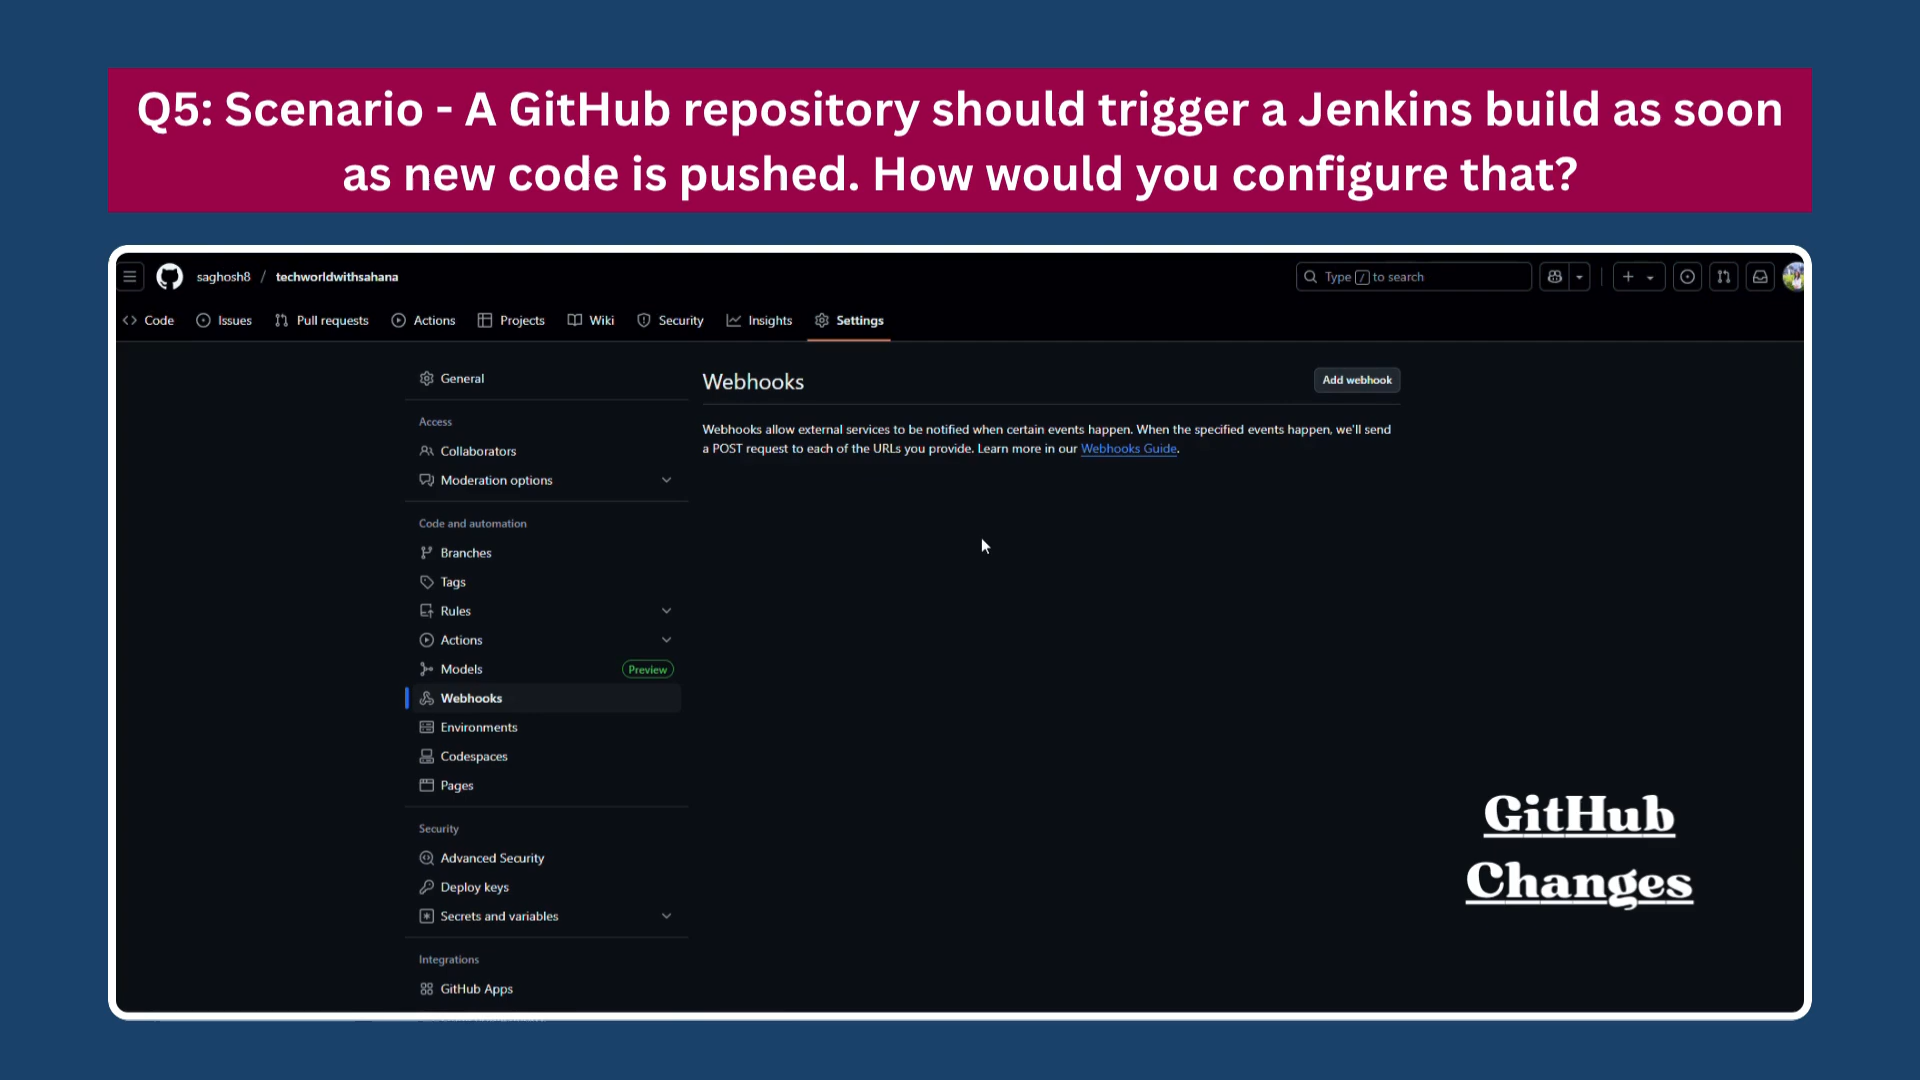 Q5: Scenario - A GitHub repository should trigger a Jenkins build as soon
as new code is pushed. How would you configure that?
saghosh8 / techworldwithsahana
Type / to search
Code Issues Pull requests Actions Projects Wiki Security Insights Settings
General
Access
Collaborators
Moderation options
Code and automation
Branches
Tags
Rules
Actions
Models Preview
Webhooks
Environments
Codespaces
Pages
Security
Advanced Security
Deploy keys
Secrets and variables
Integrations
GitHub Apps
Webhooks
Add webhook
Webhooks allow external services to be notified when certain events happen. When the specified events happen, we'll send
a POST request to each of the URLs you provide. Learn more in our Webhooks Guide.
GitHub
Changes